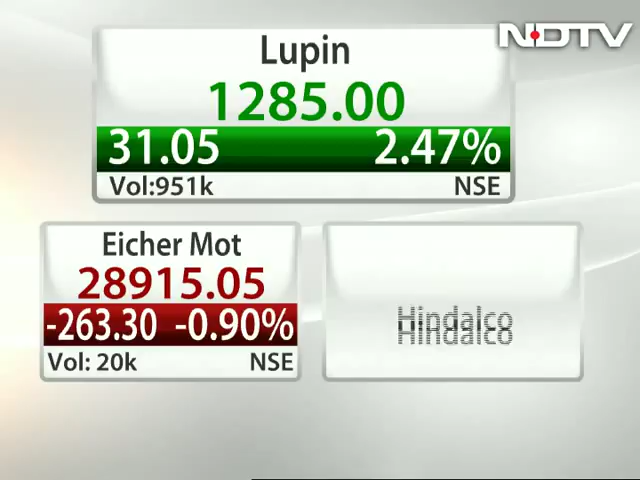 NDTV
Lupin
1285.00
31.05 2.47%
Vol:951k NSE
Eicher Mot
28915.05
-263.30 -0.90%
Vol: 20k NSE
Hindalco